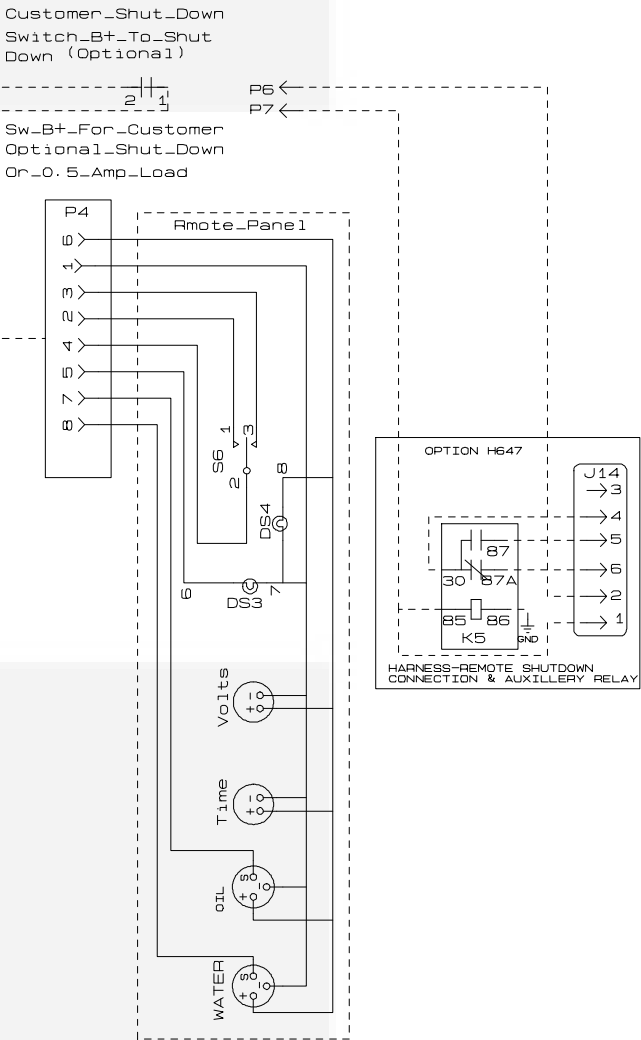 Customer_Shut_Down
Switch_B+_To_Shut
Down (Optional)
2 1
P6
P7
Sw_B+_For_Customer
Optional_Shut_Down
Or_0.5_Amp_Load
P4
Rmote_Panel
6
1
3
2
4
5
7
8
1 3
S6
2
8
DS4
6
7
DS3
OPTION H647
J14
3
4
5
6
2
1
87
30 87A
85 86
K5
GND
HARNESS-REMOTE SHUTDOWN
CONNECTION & AUXILLERY RELAY
Volts
- +
Time
- +
OIL
S - +
WATER
S - +